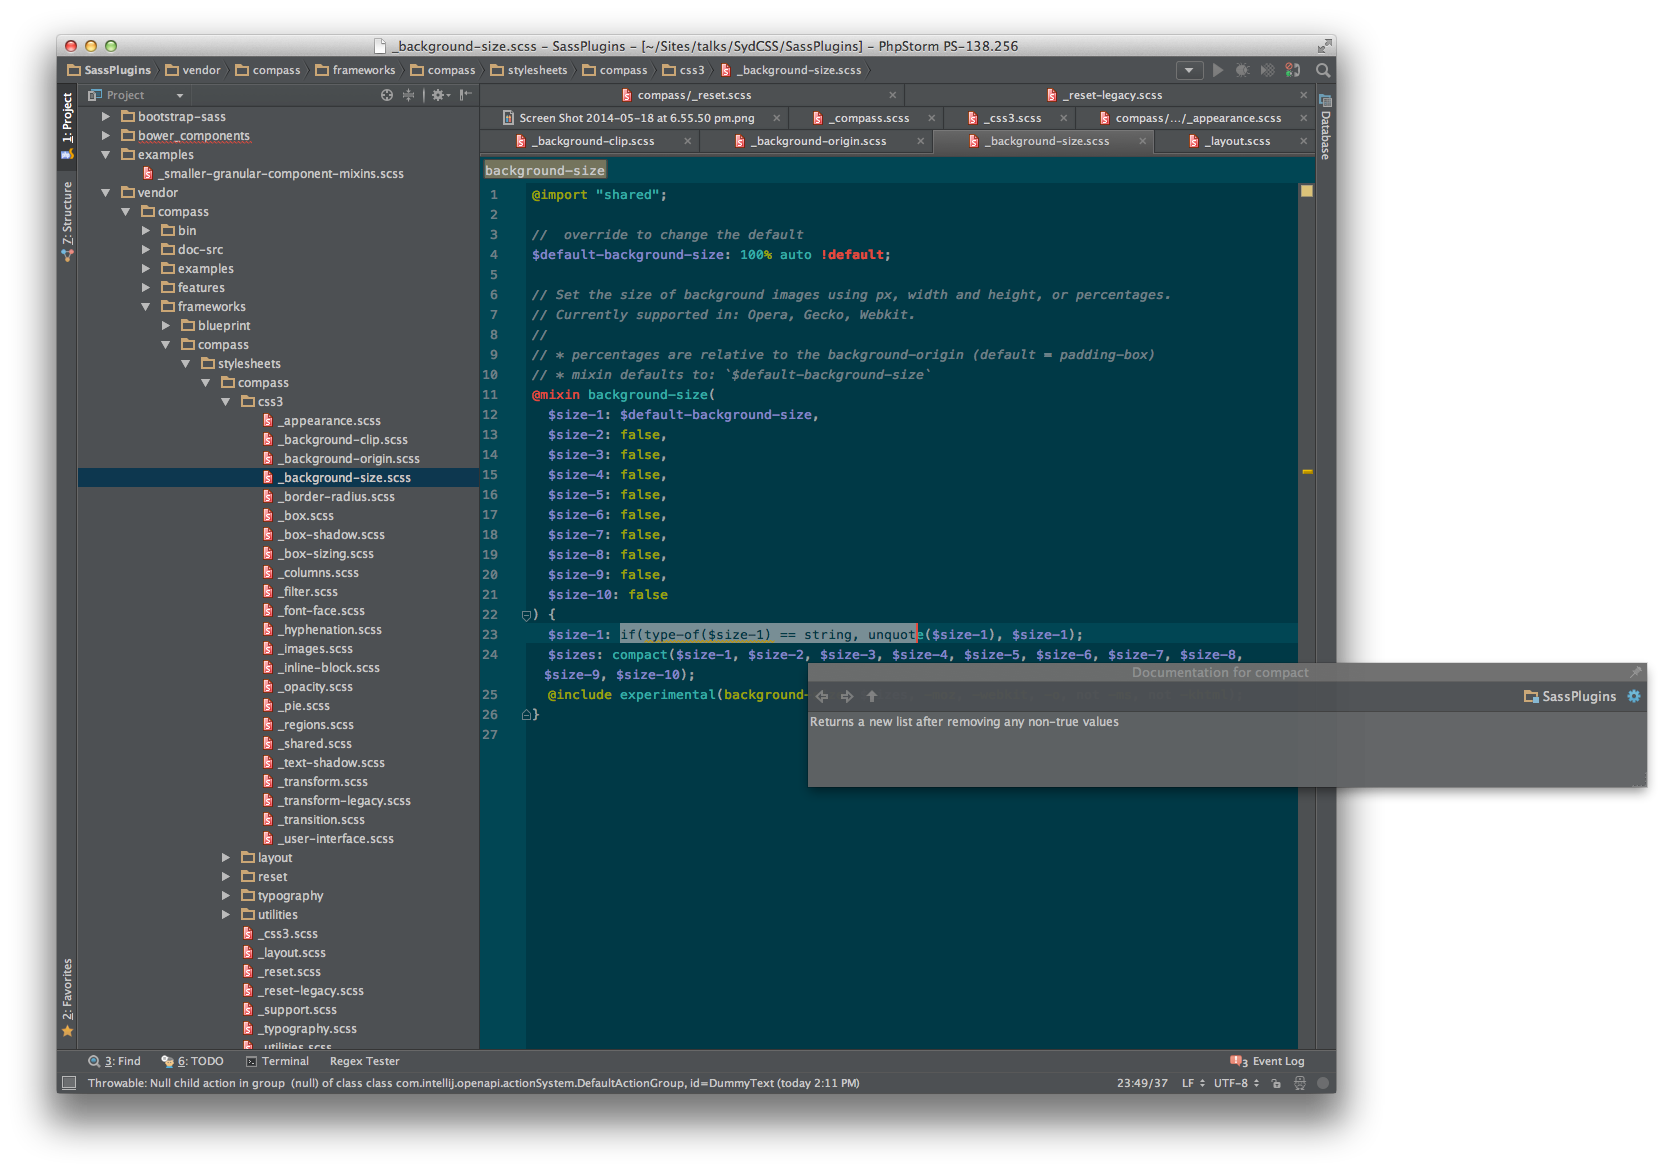 _background-size.scss – SassPlugins – [~/Sites/talks/SydCSS/SassPlugins] – PhpStorm PS-138.256
SassPlugins vendor compass frameworks compass stylesheets compass css3 _background-size.scss
Project
compass/_reset.scss _reset-legacy.scss
Screen Shot 2014-05-18 at 6.55.50 pm.png _compass.scss _css3.scss compass/.../_appearance.scss
_background-clip.scss _background-origin.scss _background-size.scss _layout.scss
1: Project
Z: Structure
2: Favorites
Database
bootstrap-sass
bower_components
examples
_smaller-granular-component-mixins.scss
vendor
compass
bin
doc-src
examples
features
frameworks
blueprint
compass
stylesheets
compass
css3
_appearance.scss
_background-clip.scss
_background-origin.scss
_background-size.scss
_border-radius.scss
_box.scss
_box-shadow.scss
_box-sizing.scss
_columns.scss
_filter.scss
_font-face.scss
_hyphenation.scss
_images.scss
_inline-block.scss
_opacity.scss
_pie.scss
_regions.scss
_shared.scss
_text-shadow.scss
_transform.scss
_transform-legacy.scss
_transition.scss
_user-interface.scss
layout
reset
typography
utilities
_css3.scss
_layout.scss
_reset.scss
_reset-legacy.scss
_support.scss
_typography.scss
_utilities.scss
background-size
1 @import "shared";
2
3 // override to change the default
4 $default-background-size: 100% auto !default;
5
6 // Set the size of background images using px, width and height, or percentages.
7 // Currently supported in: Opera, Gecko, Webkit.
8 //
9 // * percentages are relative to the background-origin (default = padding-box)
10 // * mixin defaults to: `$default-background-size`
11 @mixin background-size(
12 $size-1: $default-background-size,
13 $size-2: false,
14 $size-3: false,
15 $size-4: false,
16 $size-5: false,
17 $size-6: false,
18 $size-7: false,
19 $size-8: false,
20 $size-9: false,
21 $size-10: false
22 ) {
23 $size-1: if(type-of($size-1) == string, unquote($size-1), $size-1);
24 $sizes: compact($size-1, $size-2, $size-3, $size-4, $size-5, $size-6, $size-7, $size-8,
$size-9, $size-10);
25 @include experimental(background-
26 }
27
Documentation for compact
SassPlugins
Returns a new list after removing any non-true values
3: Find 6: TODO Terminal Regex Tester 3 Event Log
Throwable: Null child action in group (null) of class class com.intellij.openapi.actionSystem.DefaultActionGroup, id=DummyText (today 2:11 PM) 23:49/37 LF UTF-8